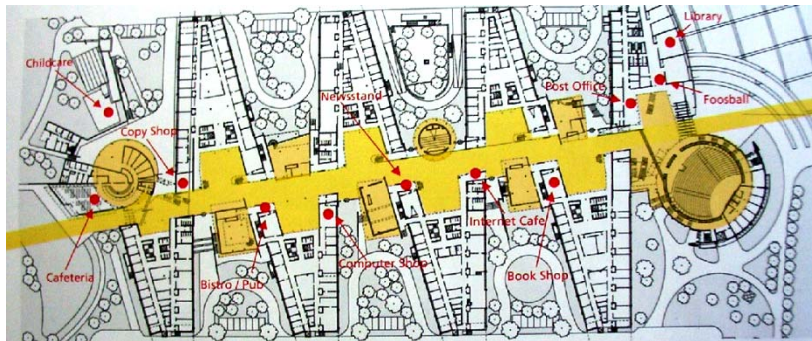 Library
Childcare
Newsstand
Post Office
Foosball
Copy Shop
Internet Cafe
Cafeteria
Bistro / Pub
Computer Shop
Book Shop